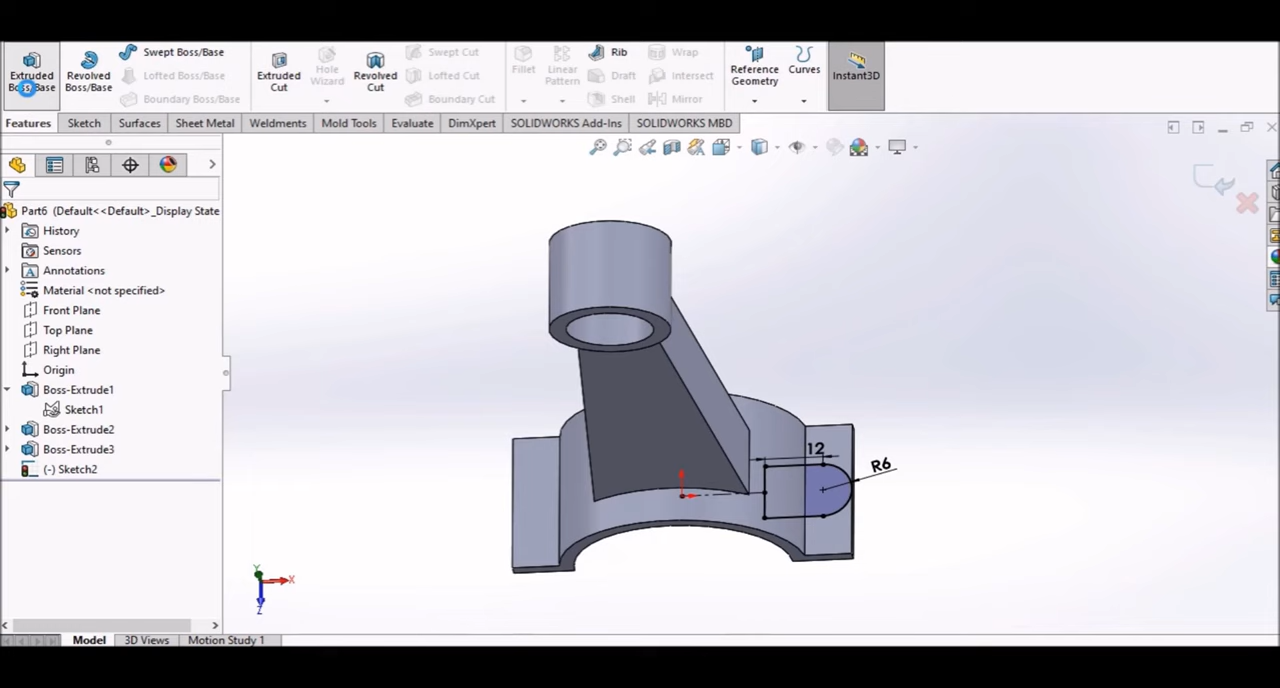 Extruded Boss/Base
Revolved Boss/Base
Swept Boss/Base
Lofted Boss/Base
Boundary Boss/Base
Extruded Cut
Hole Wizard
Revolved Cut
Swept Cut
Lofted Cut
Boundary Cut
Fillet
Linear Pattern
Rib
Draft
Shell
Wrap
Intersect
Mirror
Reference Geometry
Curves
Instant3D
Features Sketch Surfaces Sheet Metal Weldments Mold Tools Evaluate DimXpert SOLIDWORKS Add-Ins SOLIDWORKS MBD
Part6 (Default<<Default>_Display State
History
Sensors
Annotations
Material <not specified>
Front Plane
Top Plane
Right Plane
Origin
Boss-Extrude1
Sketch1
Boss-Extrude2
Boss-Extrude3
(-) Sketch2
12
R6
Y
X
Z
Model 3D Views Motion Study 1